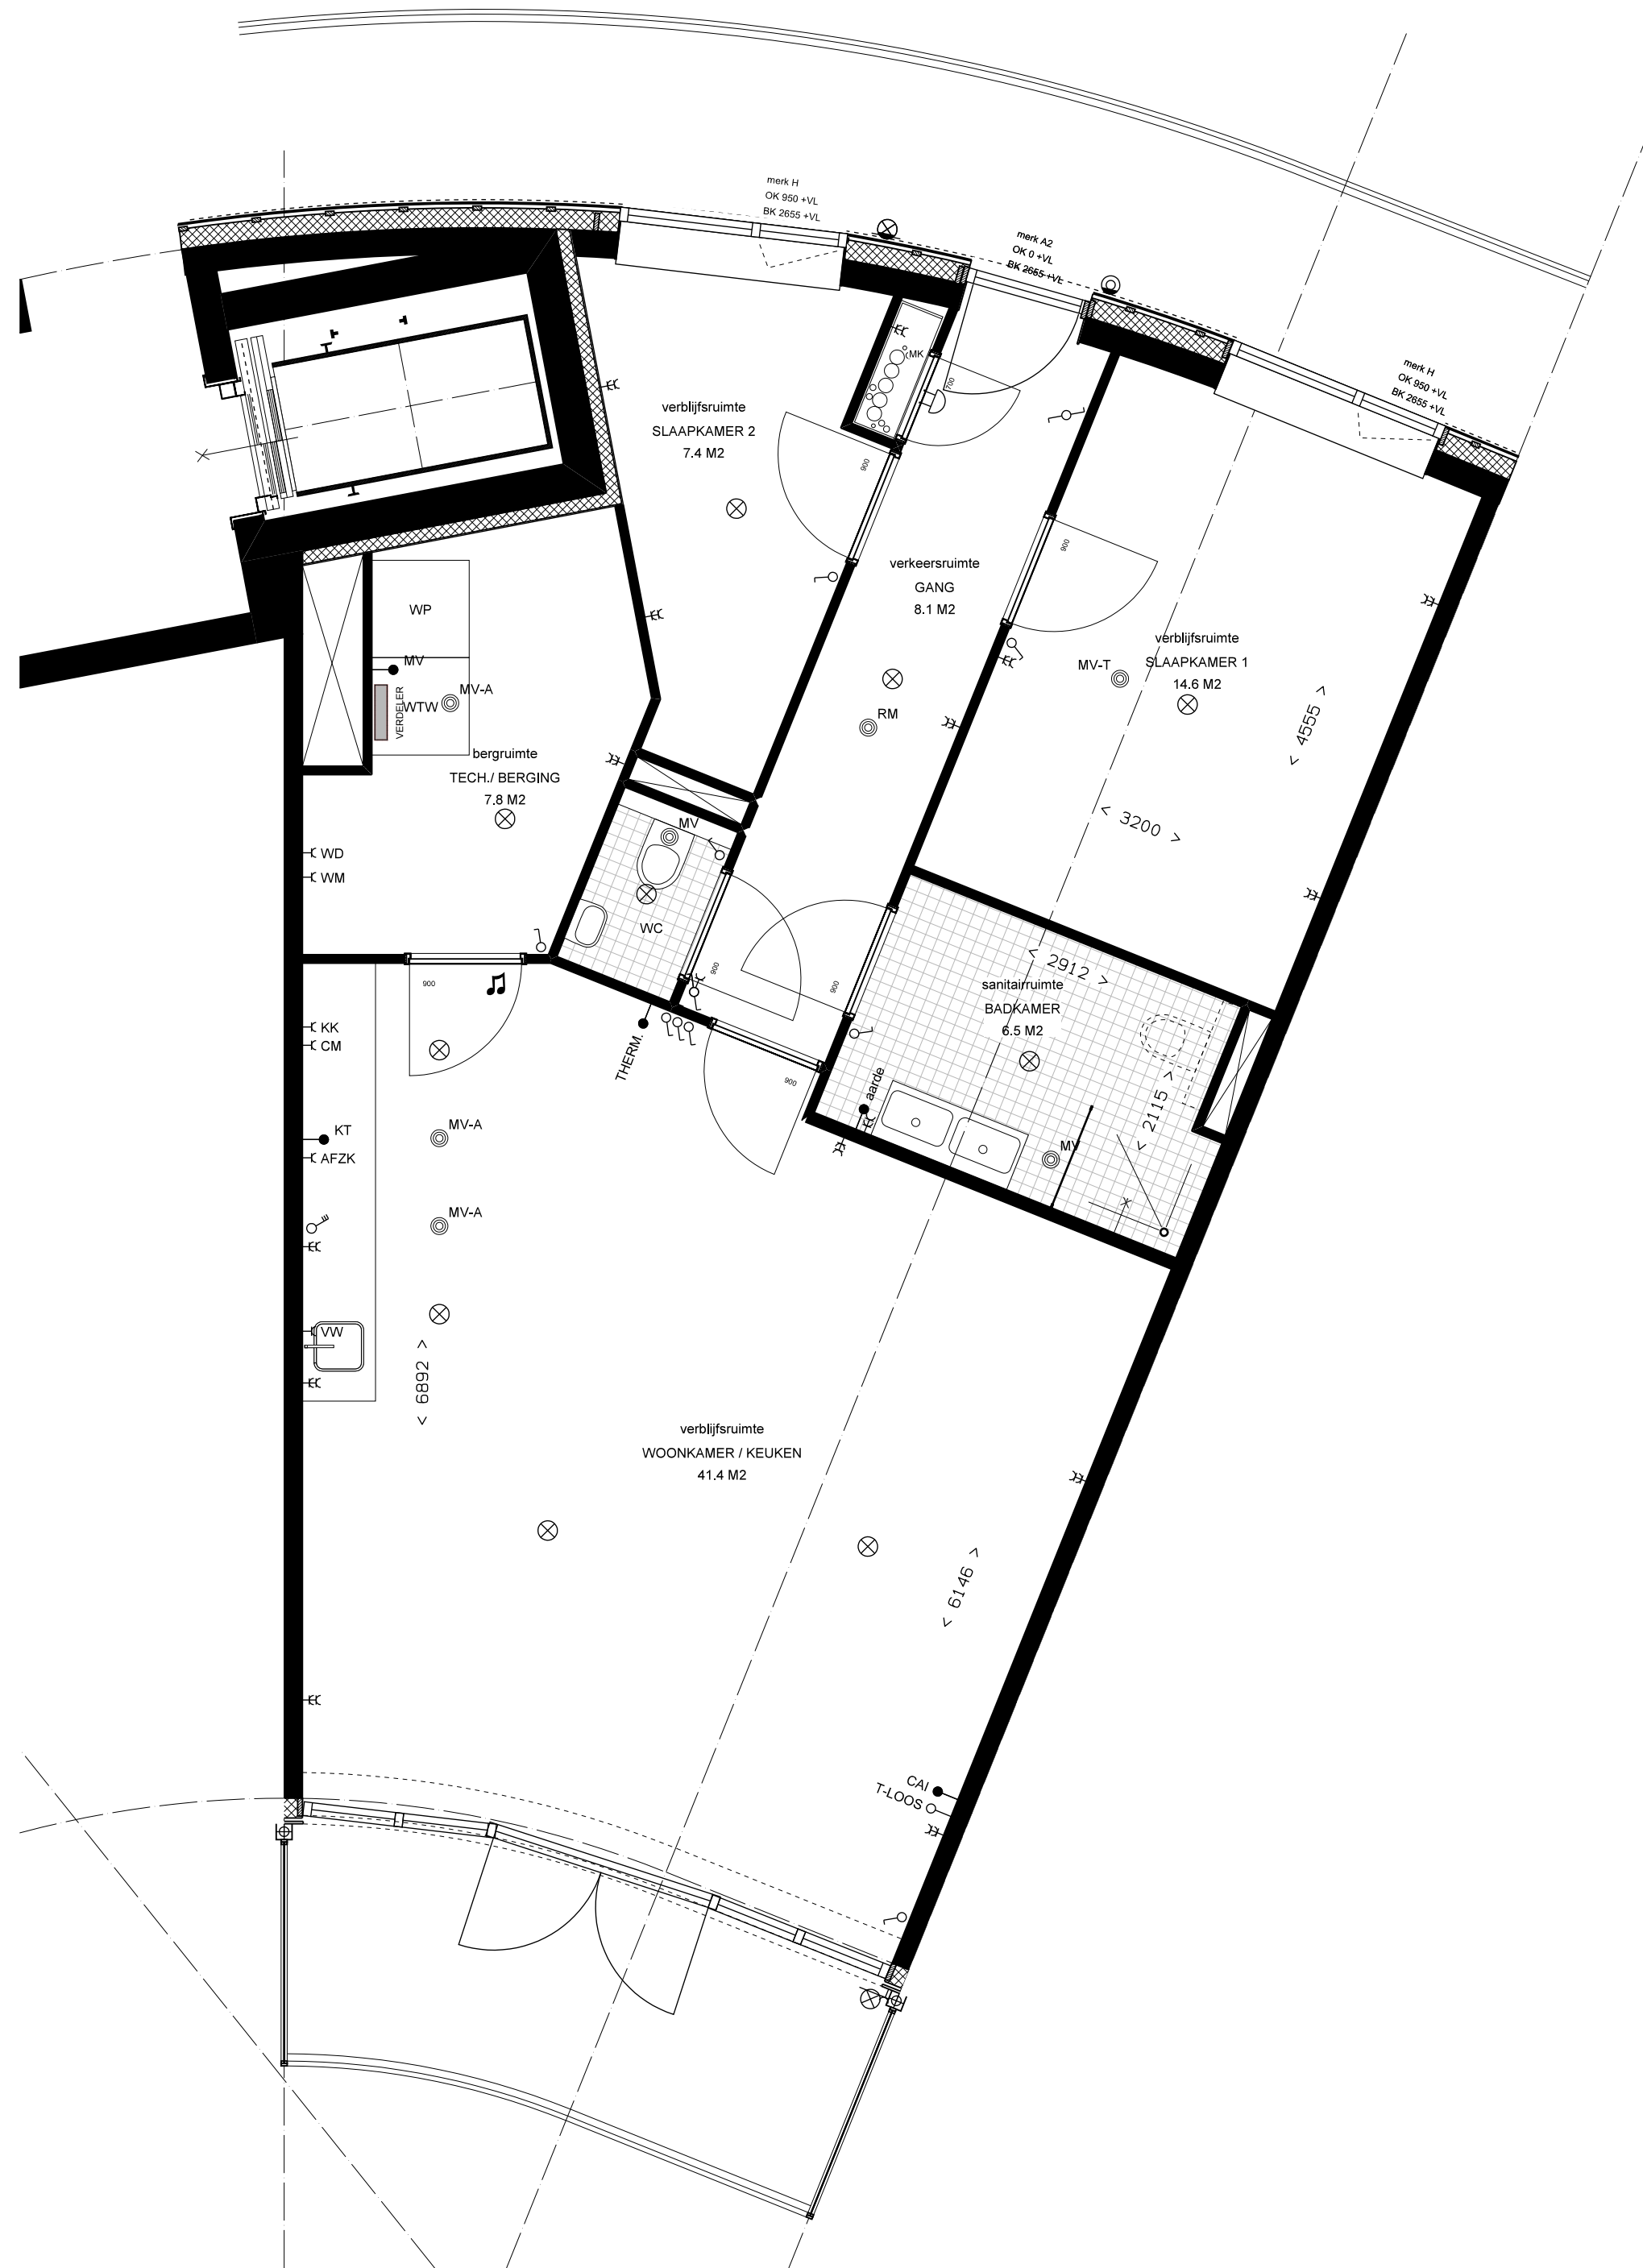 merk H
OK 950 +VL
BK 2655 +VL
merk A2
OK 0 +VL
BK 2655 +VL
merk H
OK 950 +VL
BK 2655 +VL
MK
700
verblijfsruimte
SLAAPKAMER 2
7.4 M2
900
verkeersruimte
GANG
8.1 M2
900
WP
MV
MV-A
WTW
VERDELER
verblijfsruimte
SLAAPKAMER 1
14.6 M2
MV-T
RM
< 4555 >
< 3200 >
bergruimte
TECH./ BERGING
7.8 M2
MV
WD
WM
WC
900
900
900
< 2912 >
sanitairruimte
BADKAMER
6.5 M2
KK
CM
THERM.
900
aarde
< 2115 >
MV
KT
AFZK
MV-A
MV-A
VW
< 6892 >
verblijfsruimte
WOONKAMER / KEUKEN
41.4 M2
< 6146 >
CAI
T-LOOS